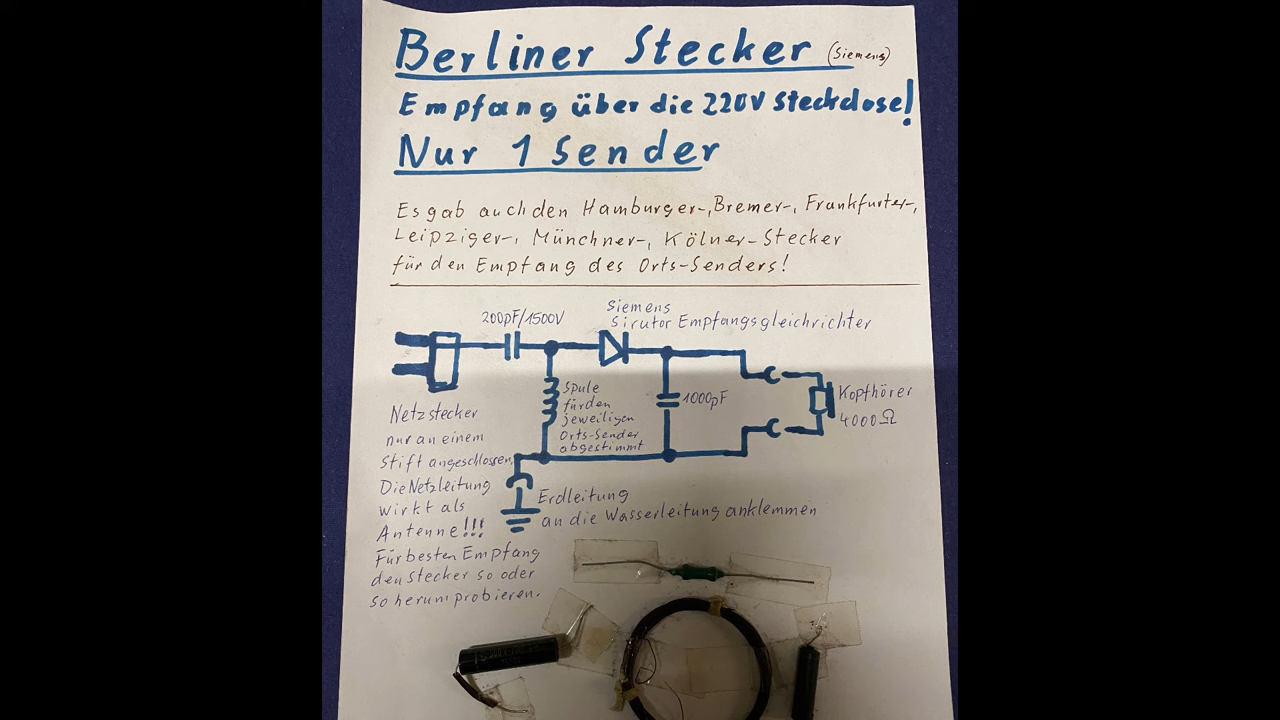 Berliner Stecker (Siemens)
Empfang über die 220V Steckdose!
Nur 1 Sender
Es gab auch den Hamburger-, Bremer-, Frankfurter-,
Leipziger-, Münchner-, Kölner-Stecker
für den Empfang des Orts-Senders!
200pF/1500V
Siemens
Sirutor Empfangsgleichrichter
Spule
für den
jeweiligen
Orts-Sender
abgestimmt
1000pF
Kopfhörer
4000Ω
Netzstecker
nur an einem
Stift angeschlossen.
Die Netzleitung
wirkt als
Antenne!!!
Für besten Empfang
den Stecker so oder
so herum probieren.
Erdleitung
an die Wasserleitung anklemmen